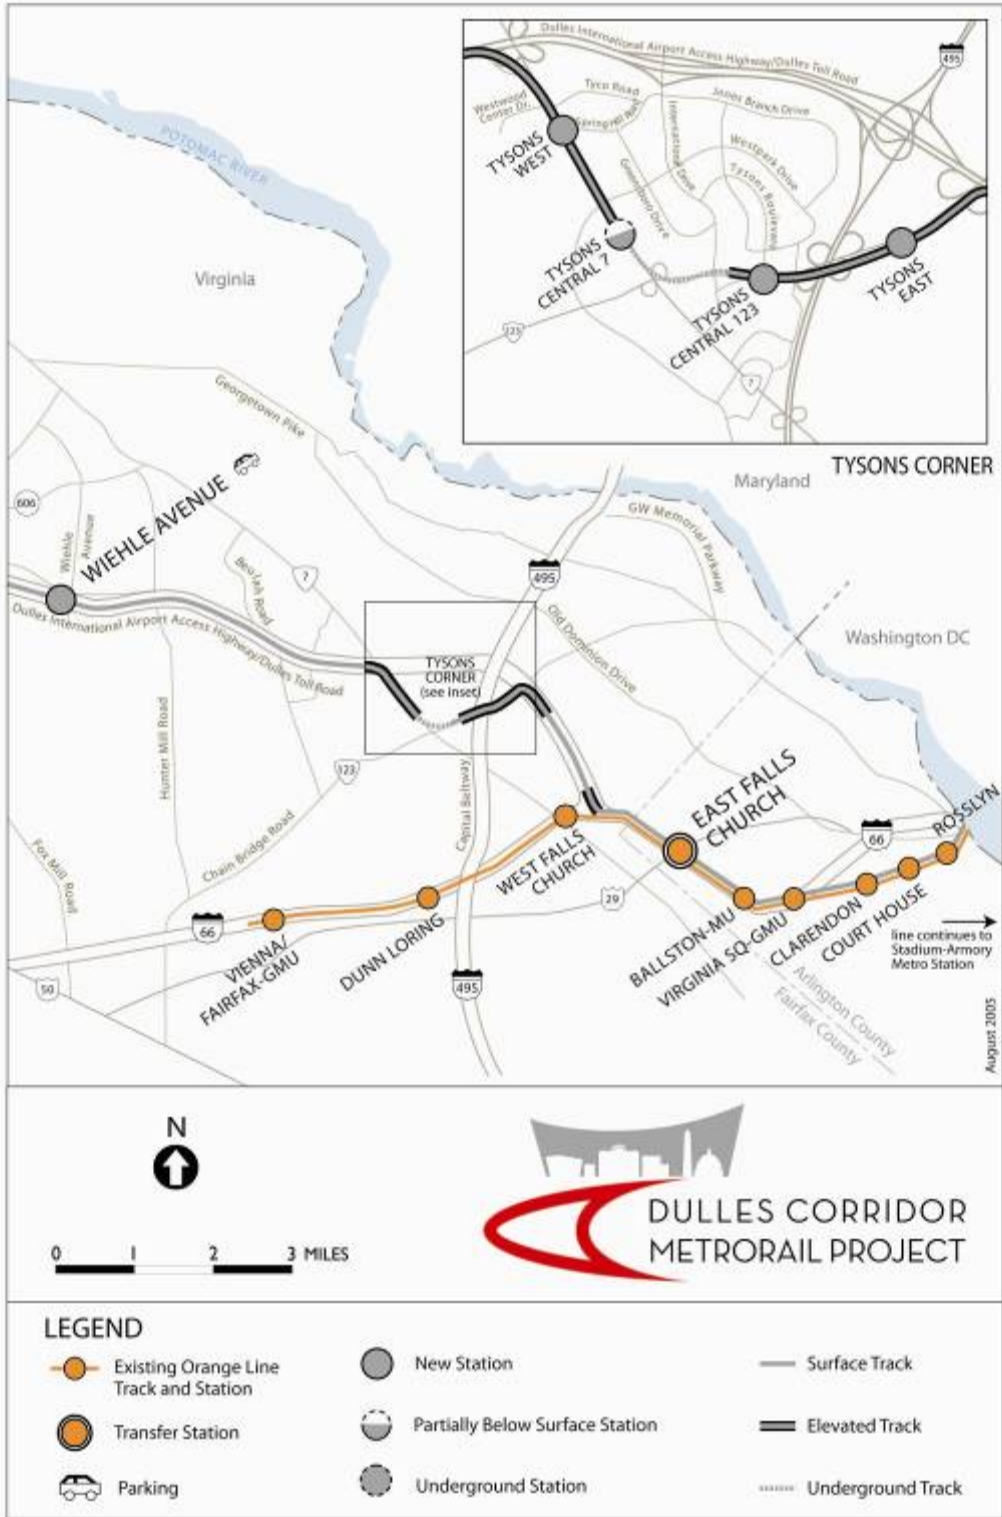 Dulles International Airport Access Highway/Dulles Toll Road
495
Tyco Road
Jones Branch Drive
Westwood
Center Dr.
Spring Hill Road
International Drive
Westpark Drive
TYSONS
WEST
Greensboro Drive
Tysons Boulevard
TYSONS
CENTRAL 7
TYSONS
CENTRAL 123
TYSONS
EAST
123
7
TYSONS CORNER
POTOMAC RIVER
Virginia
Georgetown Pike
Maryland
GW Memorial Parkway
606
WIEHLE AVENUE
Wiehle
Avenue
Beulah Road
7
495
Old Dominion Drive
Washington DC
Dulles International Airport Access Highway/Dulles Toll Road
TYSONS
CORNER
(see inset)
Hunter Mill Road
123
Capital Beltway
EAST FALLS
CHURCH
ROSSLYN
66
Fox Mill Road
Chain Bridge Road
WEST FALLS
CHURCH
29
66
VIENNA/
FAIRFAX-GMU
DUNN LORING
BALLSTON-MU
VIRGINIA SQ-GMU
CLARENDON
COURT HOUSE
line continues to
Stadium-Armory
Metro Station
50
495
Arlington County
Fairfax County
August 2005
N
0 1 2 3 MILES
DULLES CORRIDOR
METRORAIL PROJECT
LEGEND
Existing Orange Line
Track and Station
Transfer Station
Parking
New Station
Partially Below Surface Station
Underground Station
Surface Track
Elevated Track
Underground Track